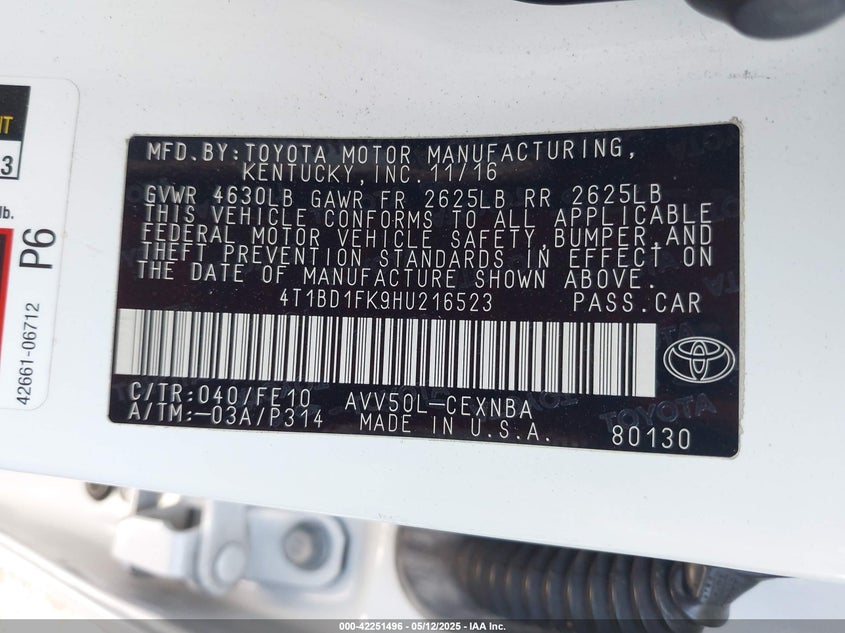 IT
3
lb.
P6
42661-06712
MFD.BY:TOYOTA MOTOR MANUFACTURING,
KENTUCKY,INC.11/16
GVWR 4630LB GAWR FR 2625LB RR 2625LB
THIS VEHICLE CONFORMS TO ALL APPLICABLE
FEDERAL MOTOR VEHICLE SAFETY,BUMPER,AND
THEFT PREVENTION STANDARDS IN EFFECT ON
THE DATE OF MANUFACTURE SHOWN ABOVE.
4T1BD1FK9HU216523 PASS.CAR
C/TR:040/FE10 AVV50L-CEXNBA
A/TM:-03A/P314 MADE IN U.S.A. 80130
000-42251496 - 05/12/2025 - IAA Inc.